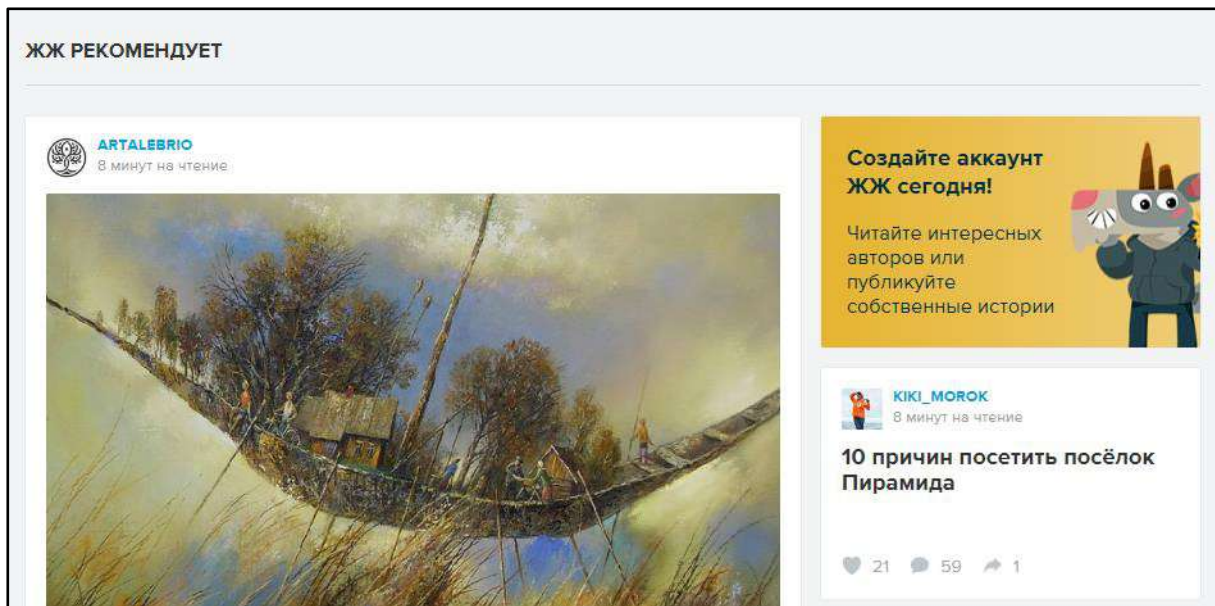 ЖЖ РЕКОМЕНДУЕТ
ARTALEBRIO
8 минут на чтение
Создайте аккаунт
ЖЖ сегодня!
Читайте интересных
авторов или
публикуйте
собственные истории
KIKI_MOROK
8 минут на чтение
10 причин посетить посёлок
Пирамида
21 59 1